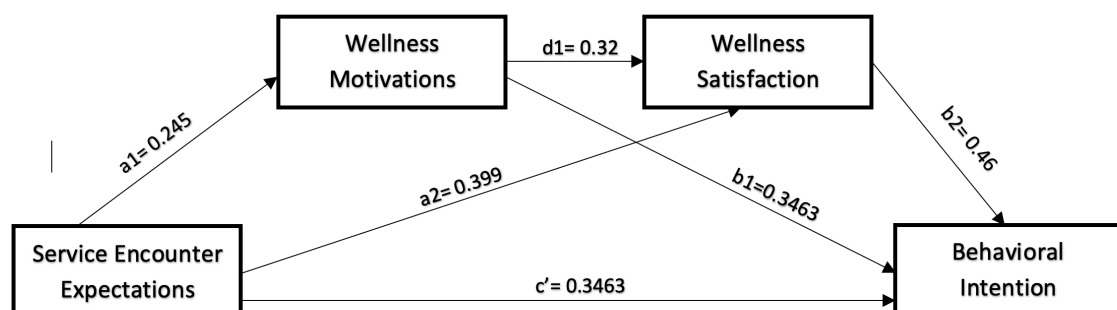 Wellness
Motivations
d1= 0.32
Wellness
Satisfaction
a1= 0.245
a2= 0.399
b1=0.3463
b2= 0.46
Service Encounter
Expectations
c’= 0.3463
Behavioral
Intention